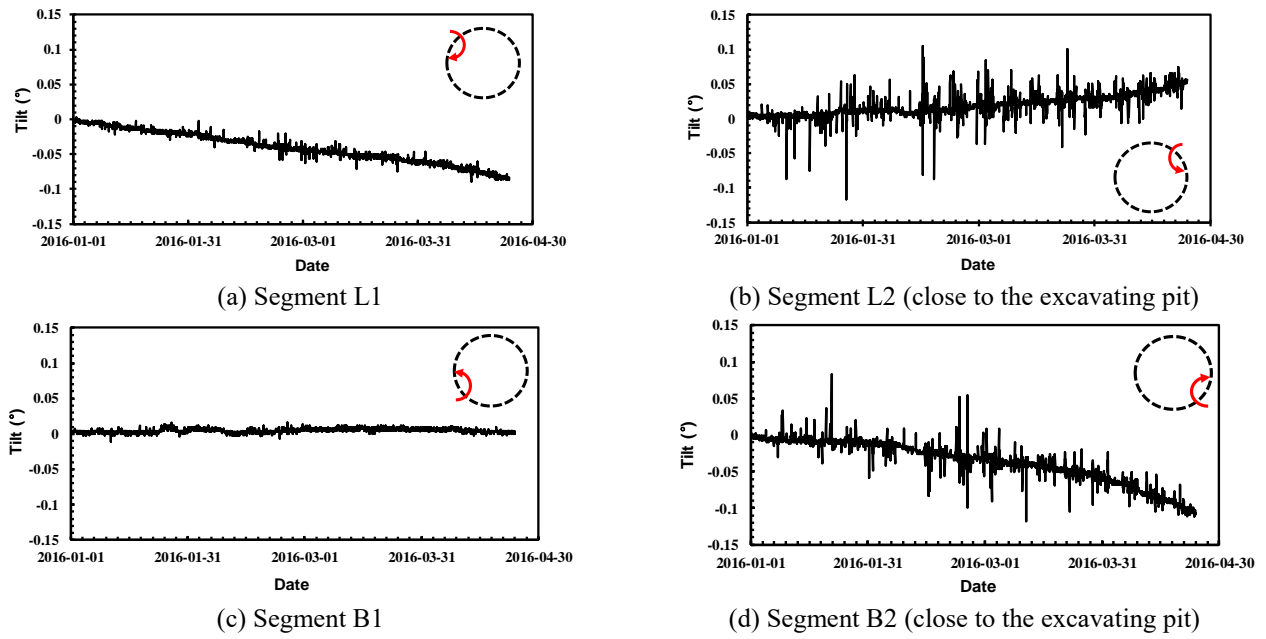 0.15
0.1
0.05
0
-0.05
-0.1
-0.15
Tilt (°)
2016-01-01 2016-01-31 2016-03-01 2016-03-31 2016-04-30
Date
(a) Segment L1
0.15
0.1
0.05
0
-0.05
-0.1
-0.15
Tilt (°)
2016-01-01 2016-01-31 2016-03-01 2016-03-31 2016-04-30
Date
(b) Segment L2 (close to the excavating pit)
0.15
0.1
0.05
0
-0.05
-0.1
-0.15
Tilt (°)
2016-01-01 2016-01-31 2016-03-01 2016-03-31 2016-04-30
Date
(c) Segment B1
0.15
0.1
0.05
0
-0.05
-0.1
-0.15
Tilt (°)
2016-01-01 2016-01-31 2016-03-01 2016-03-31 2016-04-30
Date
(d) Segment B2 (close to the excavating pit)